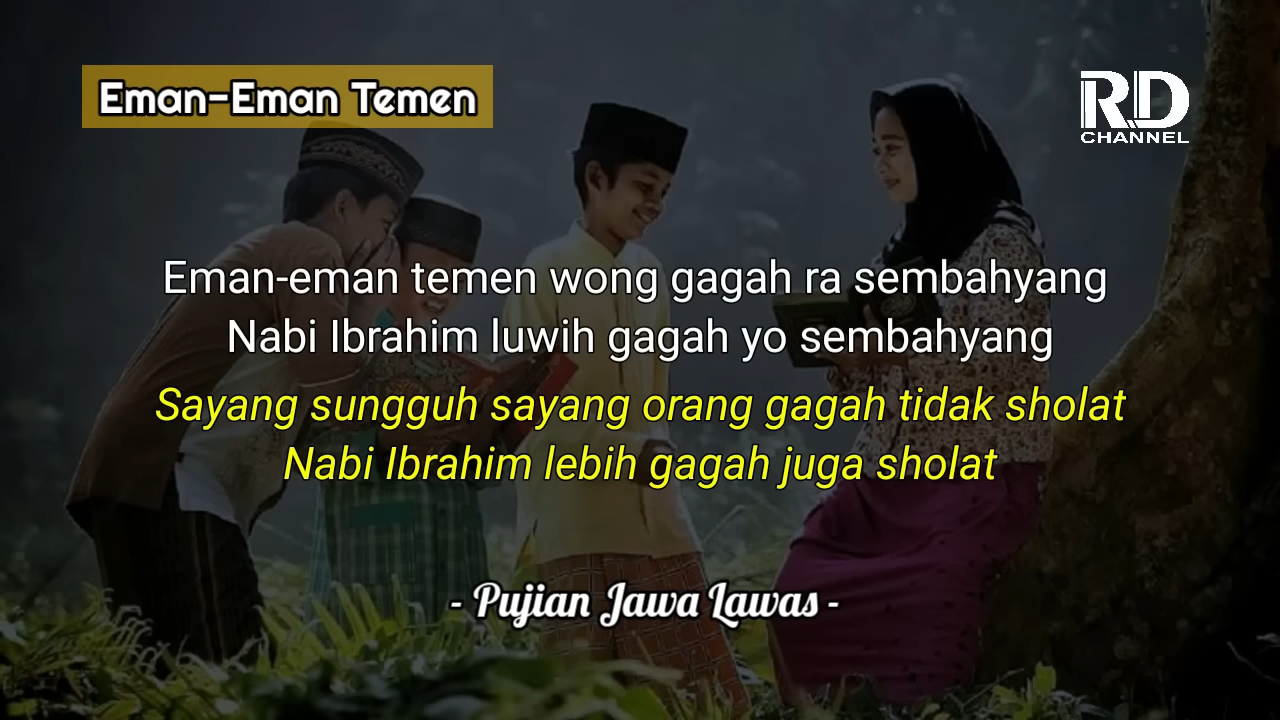 Eman-Eman Temen
RD
CHANNEL
Eman-eman temen wong gagah ra sembahyang
Nabi Ibrahim luwih gagah yo sembahyang
Sayang sungguh sayang orang gagah tidak sholat
Nabi Ibrahim lebih gagah juga sholat
- Pujian Jawa Lawas -